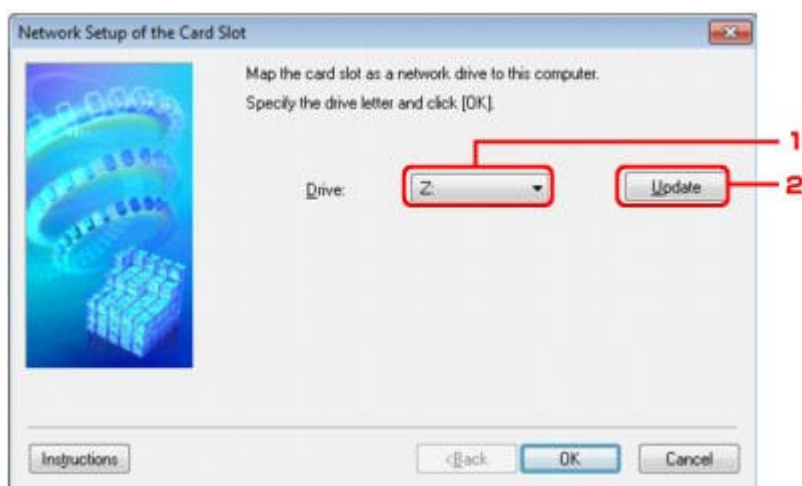 Network Setup of the Card Slot
Map the card slot as a network drive to this computer.
Specify the drive letter and click [OK].
1
Drive:
Z:
Update
2
Instructions
<Back
OK
Cancel